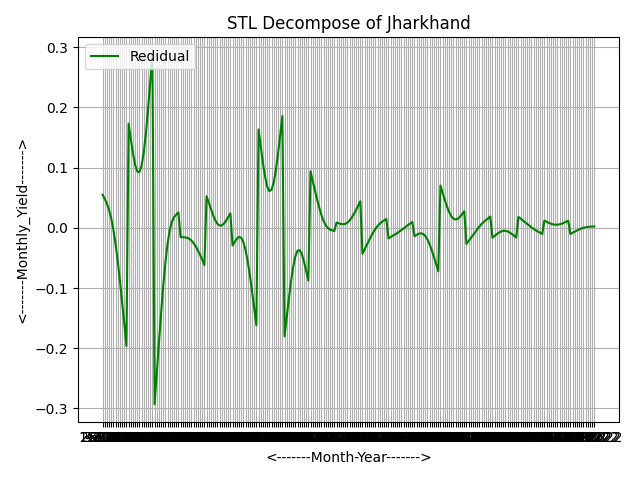 STL Decompose of Jharkhand
Redidual
0.3
0.2
0.1
0.0
−0.1
−0.2
−0.3
<------Monthly_Yield------->
<-------Month-Year------->